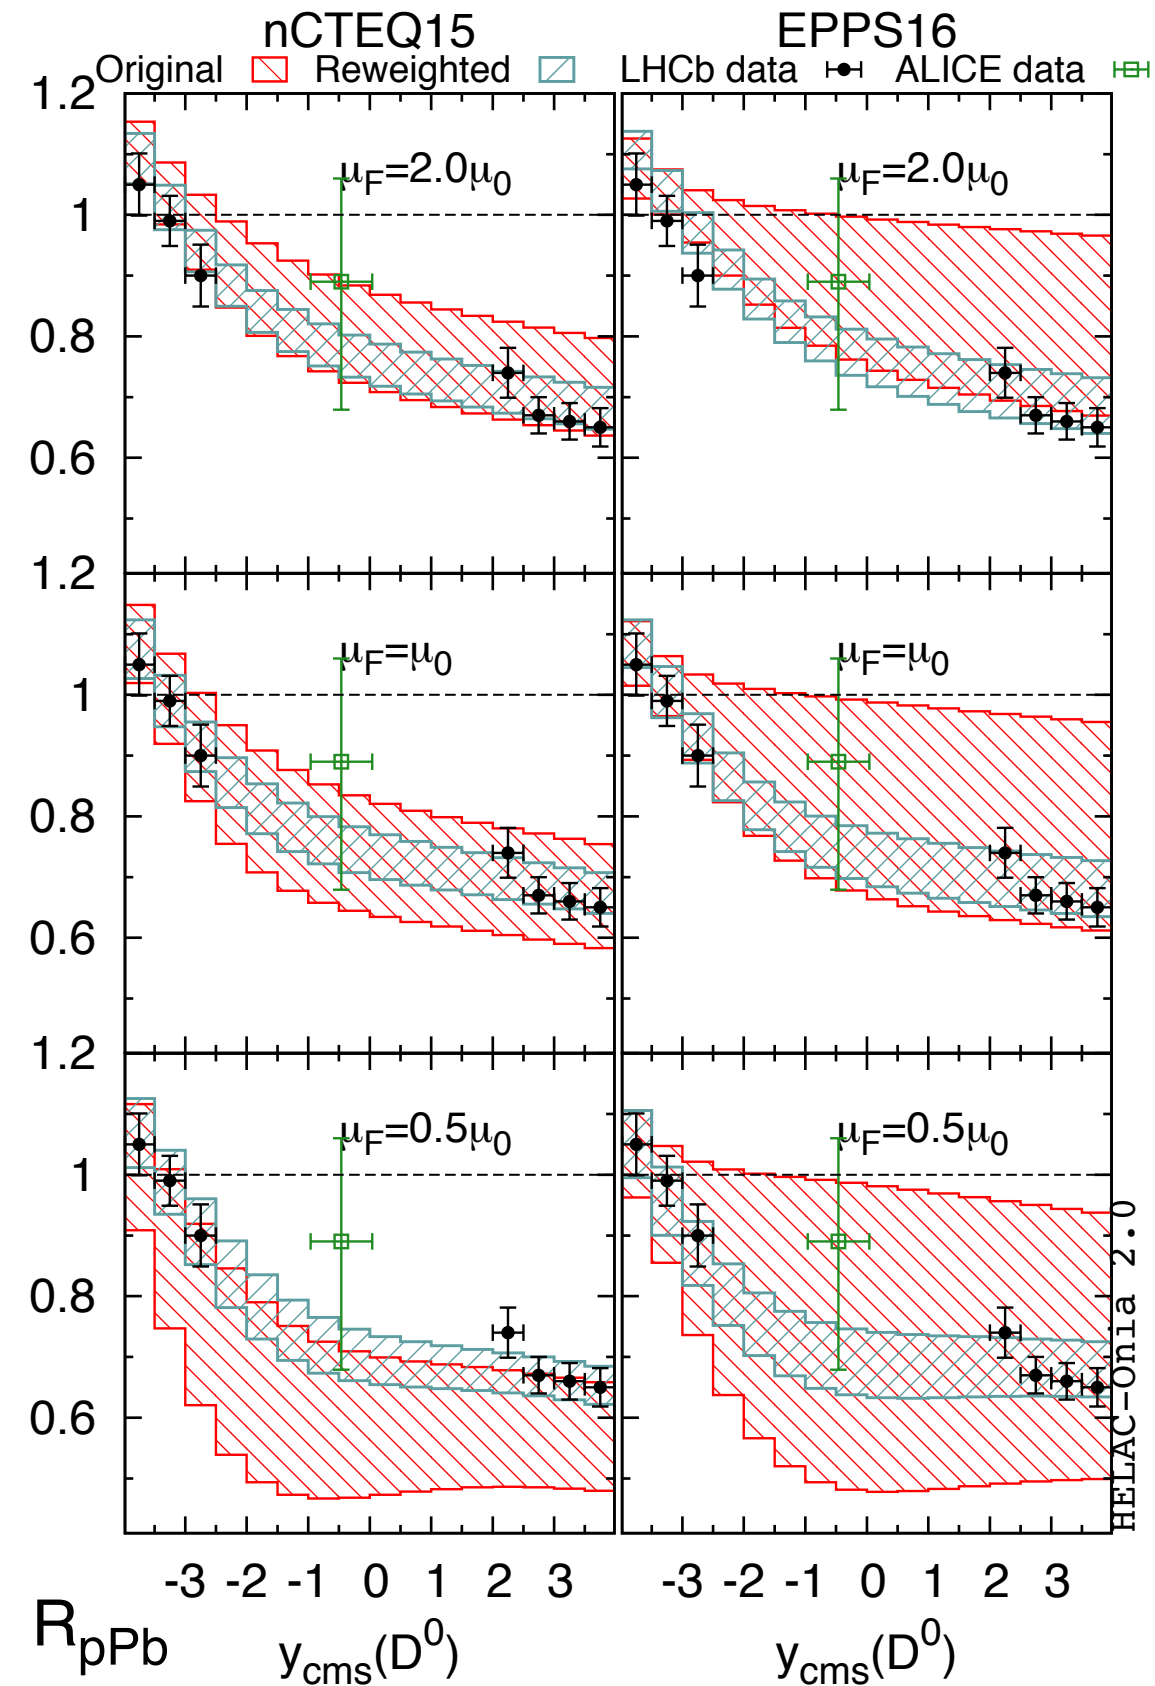 nCTEQ15 EPPS16
Original Reweighted LHCb data ALICE data
1.2
μF=2.0μ0 μF=2.0μ0
1
0.8
0.6
1.2
μF=μ0 μF=μ0
1
0.8
0.6
1.2
μF=0.5μ0 μF=0.5μ0
1
0.8
0.6
HELAC-Onia 2.0
-3 -2 -1 0 1 2 3 -3 -2 -1 0 1 2 3
RpPb
ycms(D0) ycms(D0)